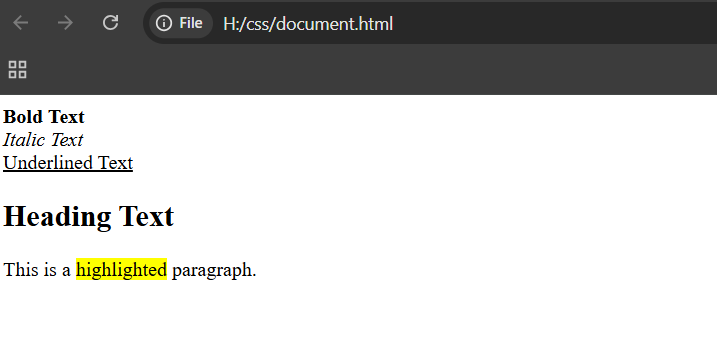 File H:/css/document.html
Bold Text
Italic Text
Underlined Text
Heading Text
This is a highlighted paragraph.